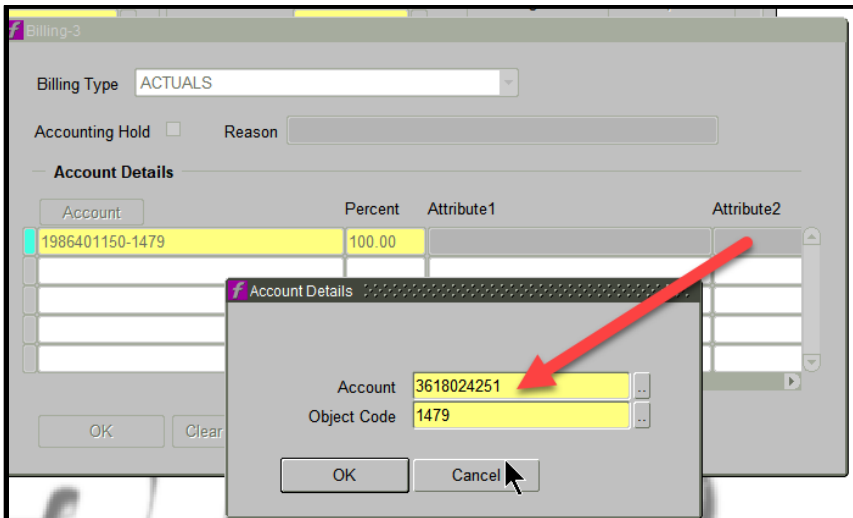 Billing-3
Billing Type ACTUALS
Accounting Hold Reason
Account Details
Account Percent Attribute1 Attribute2
1986401150-1479 100.00
Account Details
Account 3618024251 ..
Object Code 1479 ..
OK Clear
OK Cancel